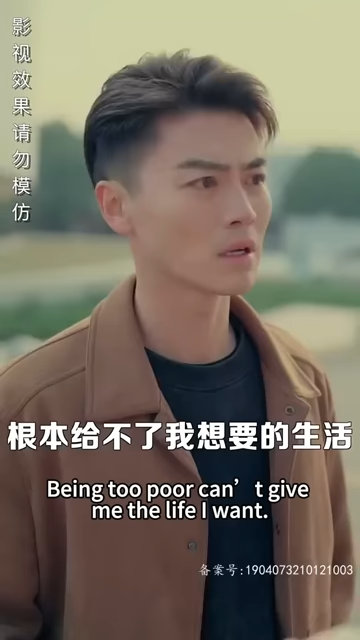 影视效果请勿模仿
根本给不了我想要的生活
Being too poor can't give
me the life I want.
备案号:1904073210121003